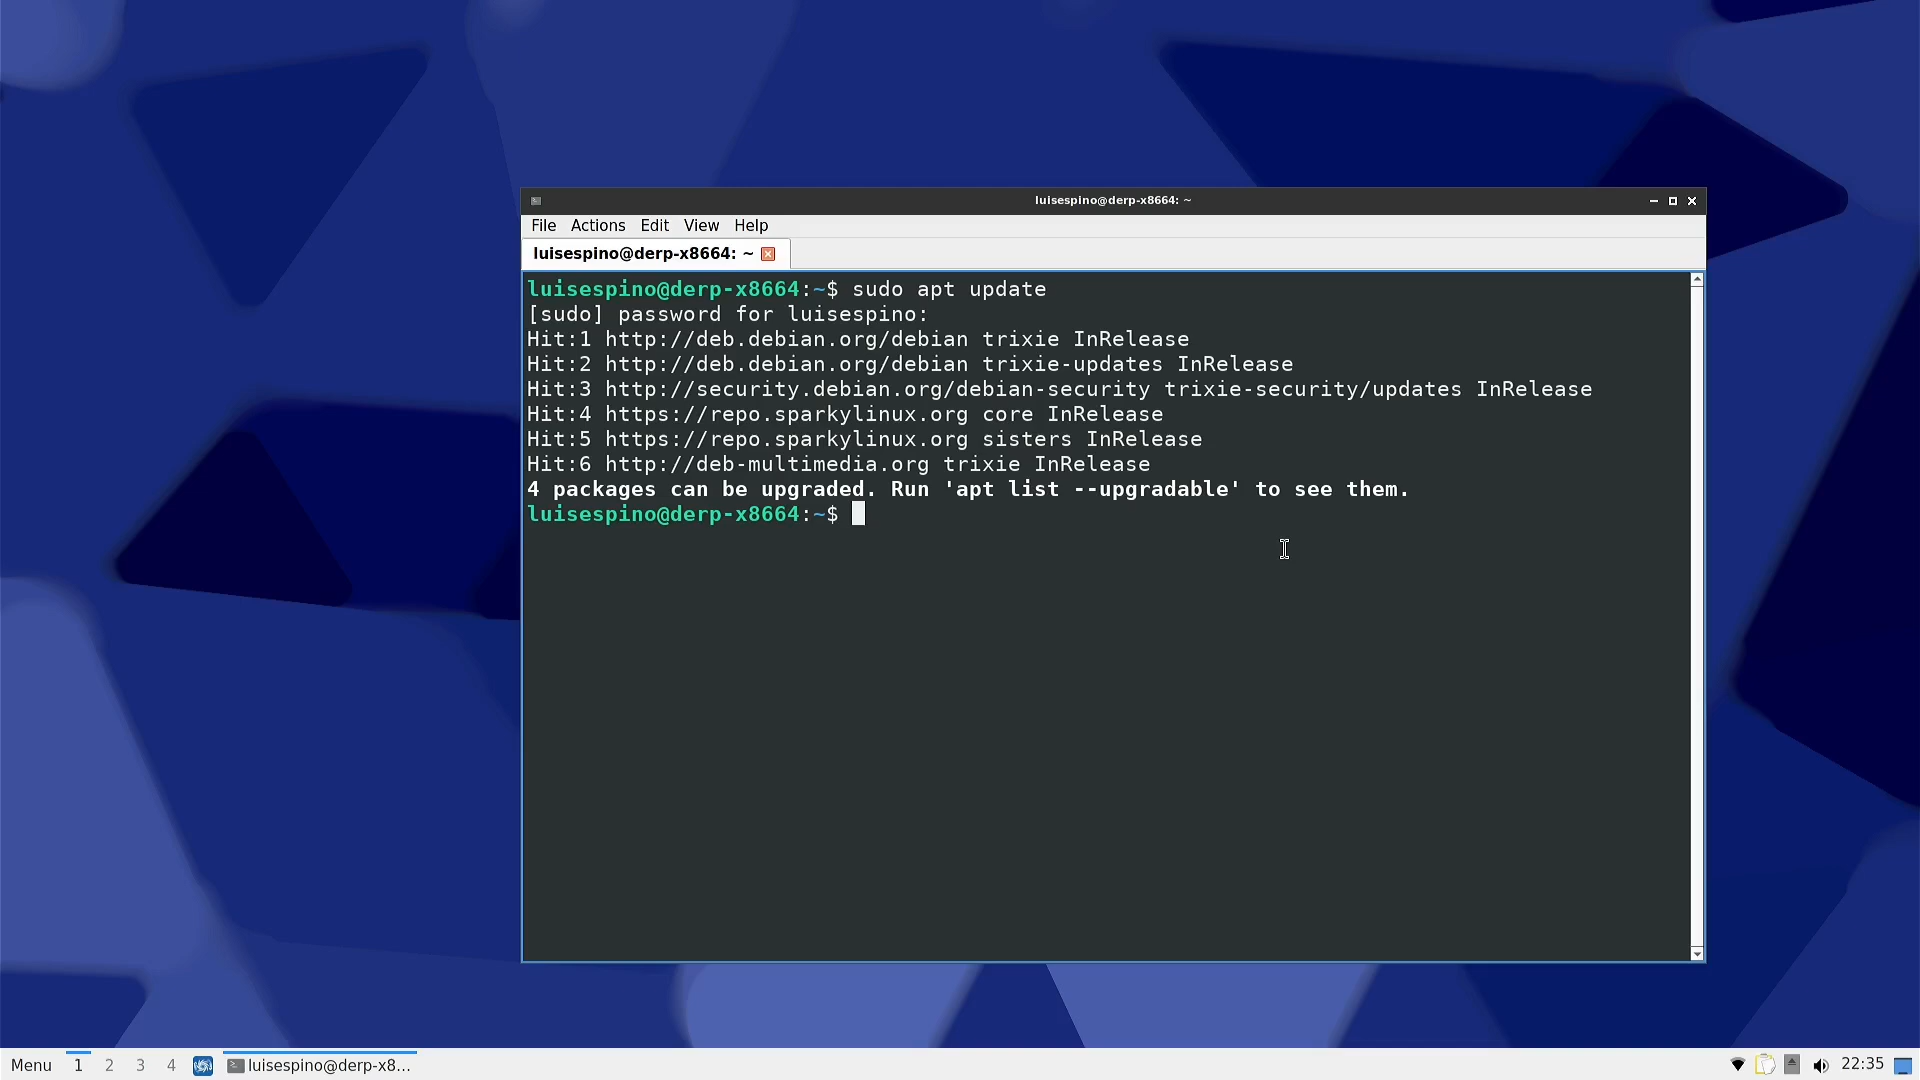 luisespino@derp-x8664: ~
File Actions Edit View Help
luisespino@derp-x8664: ~
luisespino@derp-x8664:~$ sudo apt update
[sudo] password for luisespino:
Hit:1 http://deb.debian.org/debian trixie InRelease
Hit:2 http://deb.debian.org/debian trixie-updates InRelease
Hit:3 http://security.debian.org/debian-security trixie-security/updates InRelease
Hit:4 https://repo.sparkylinux.org core InRelease
Hit:5 https://repo.sparkylinux.org sisters InRelease
Hit:6 http://deb-multimedia.org trixie InRelease
4 packages can be upgraded. Run 'apt list --upgradable' to see them.
luisespino@derp-x8664:~$
Menu 1 2 3 4 luisespino@derp-x8... 22:35